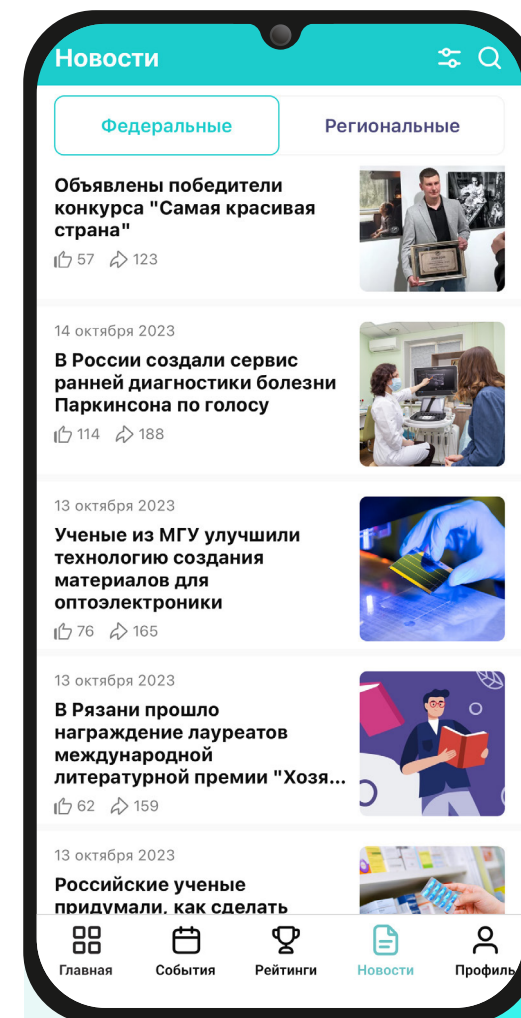 Новости
Федеральные
Региональные
Объявлены победители
конкурса "Самая красивая
страна"
57 123
14 октября 2023
В России создали сервис
ранней диагностики болезни
Паркинсона по голосу
114 188
13 октября 2023
Ученые из МГУ улучшили
технологию создания
материалов для
оптоэлектроники
76 165
13 октября 2023
В Рязани прошло
награждение лауреатов
международной
литературной премии "Хозя...
62 159
13 октября 2023
Российские ученые
придумали, как сделать
Главная
События
Рейтинги
Новости
Профиль